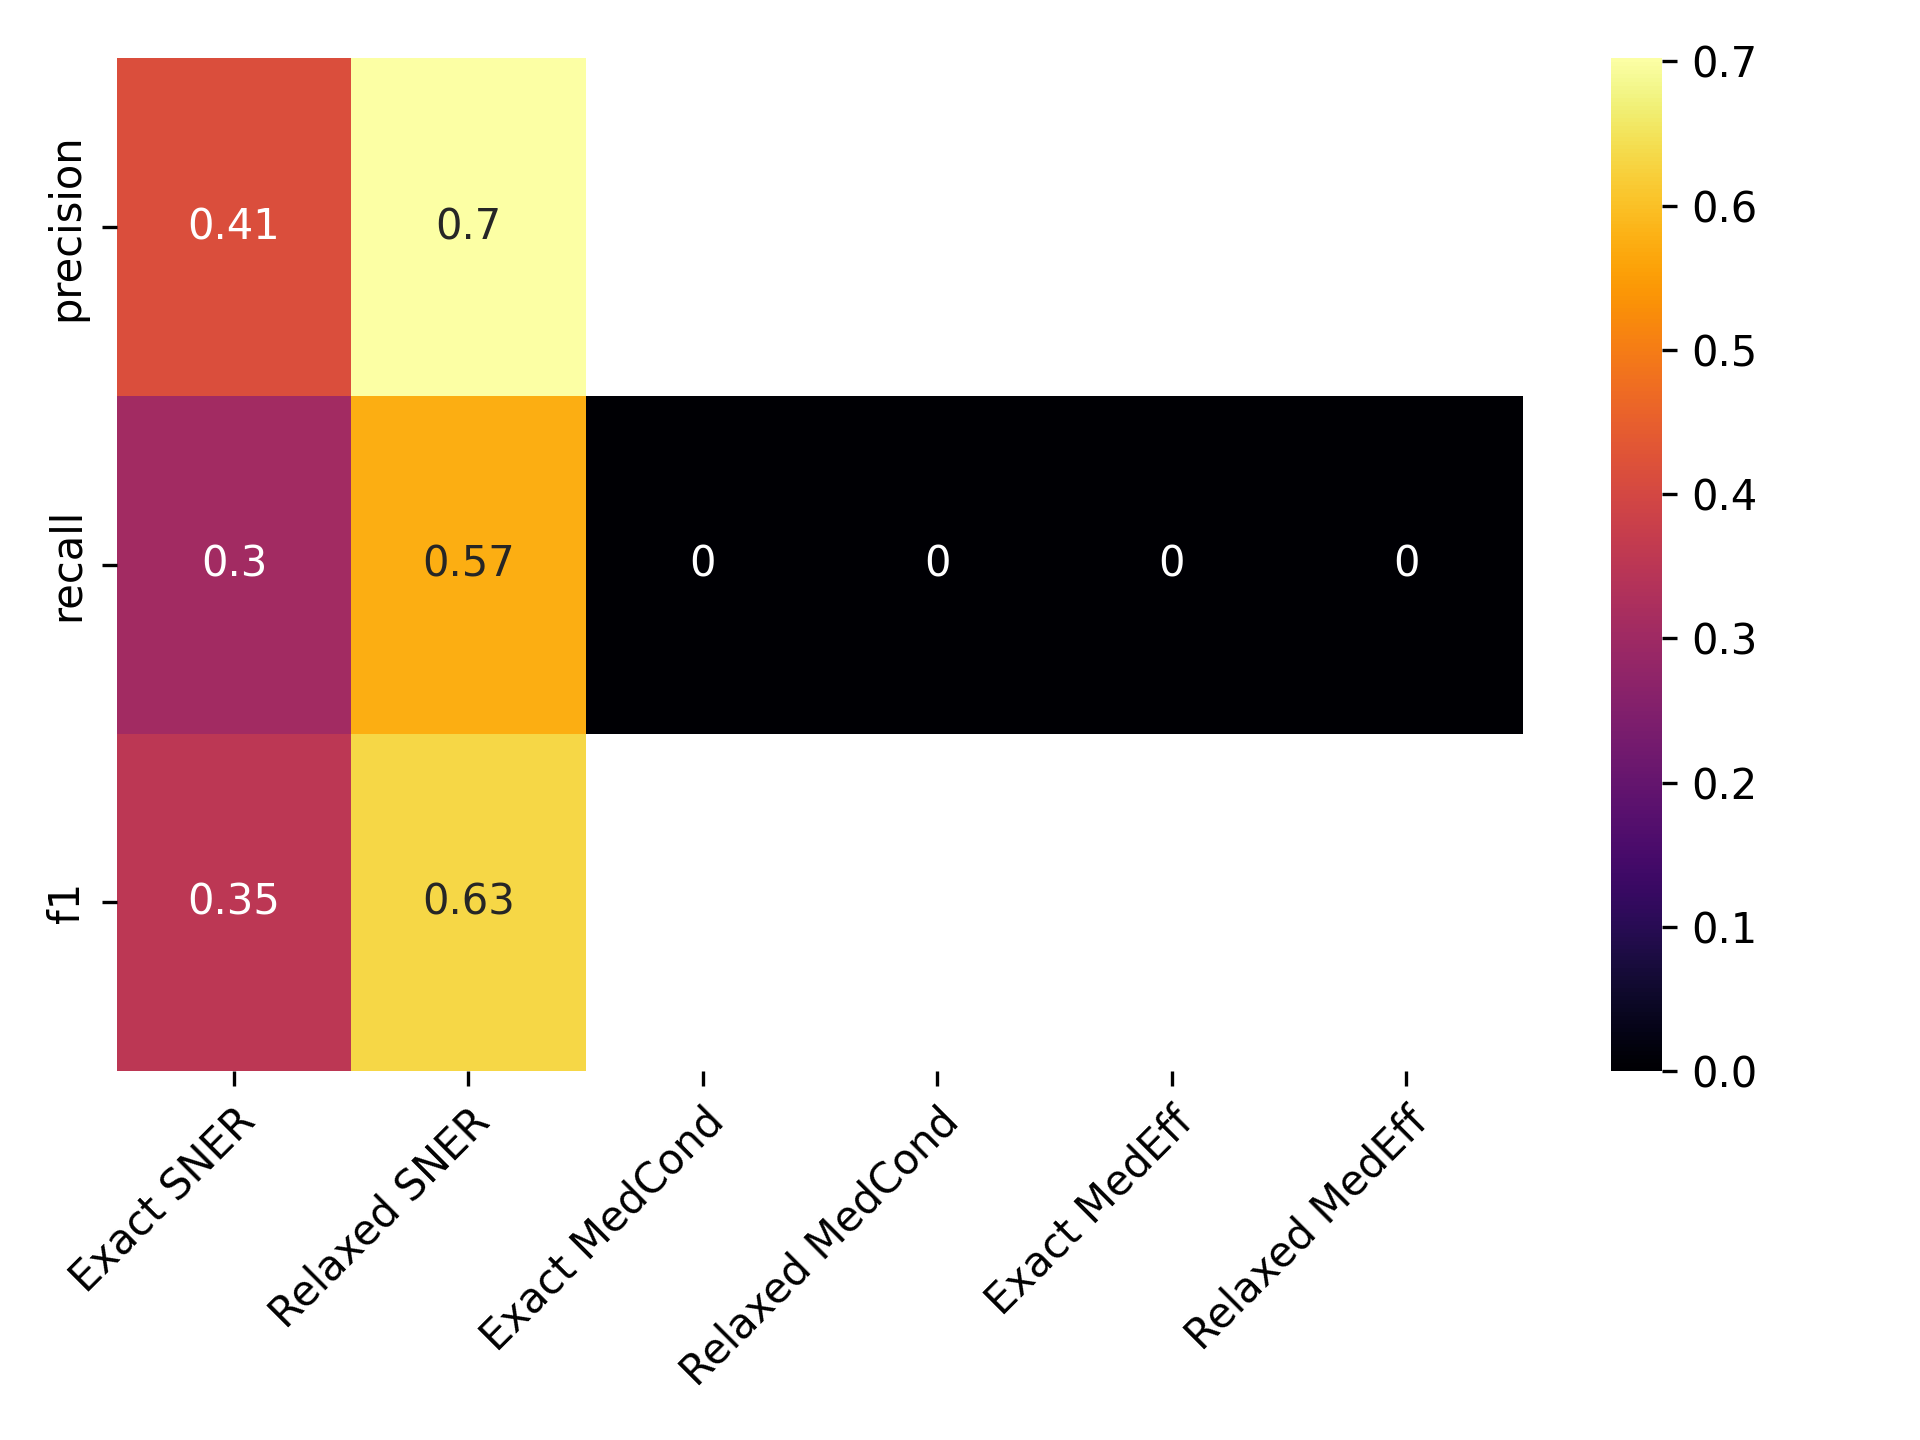 precision
0.41 0.7
recall
0.3 0.57 0 0 0 0
f1
0.35 0.63
Exact SNER
Relaxed SNER
Exact MedCond
Relaxed MedCond
Exact MedEff
Relaxed MedEff
0.7
0.6
0.5
0.4
0.3
0.2
0.1
0.0